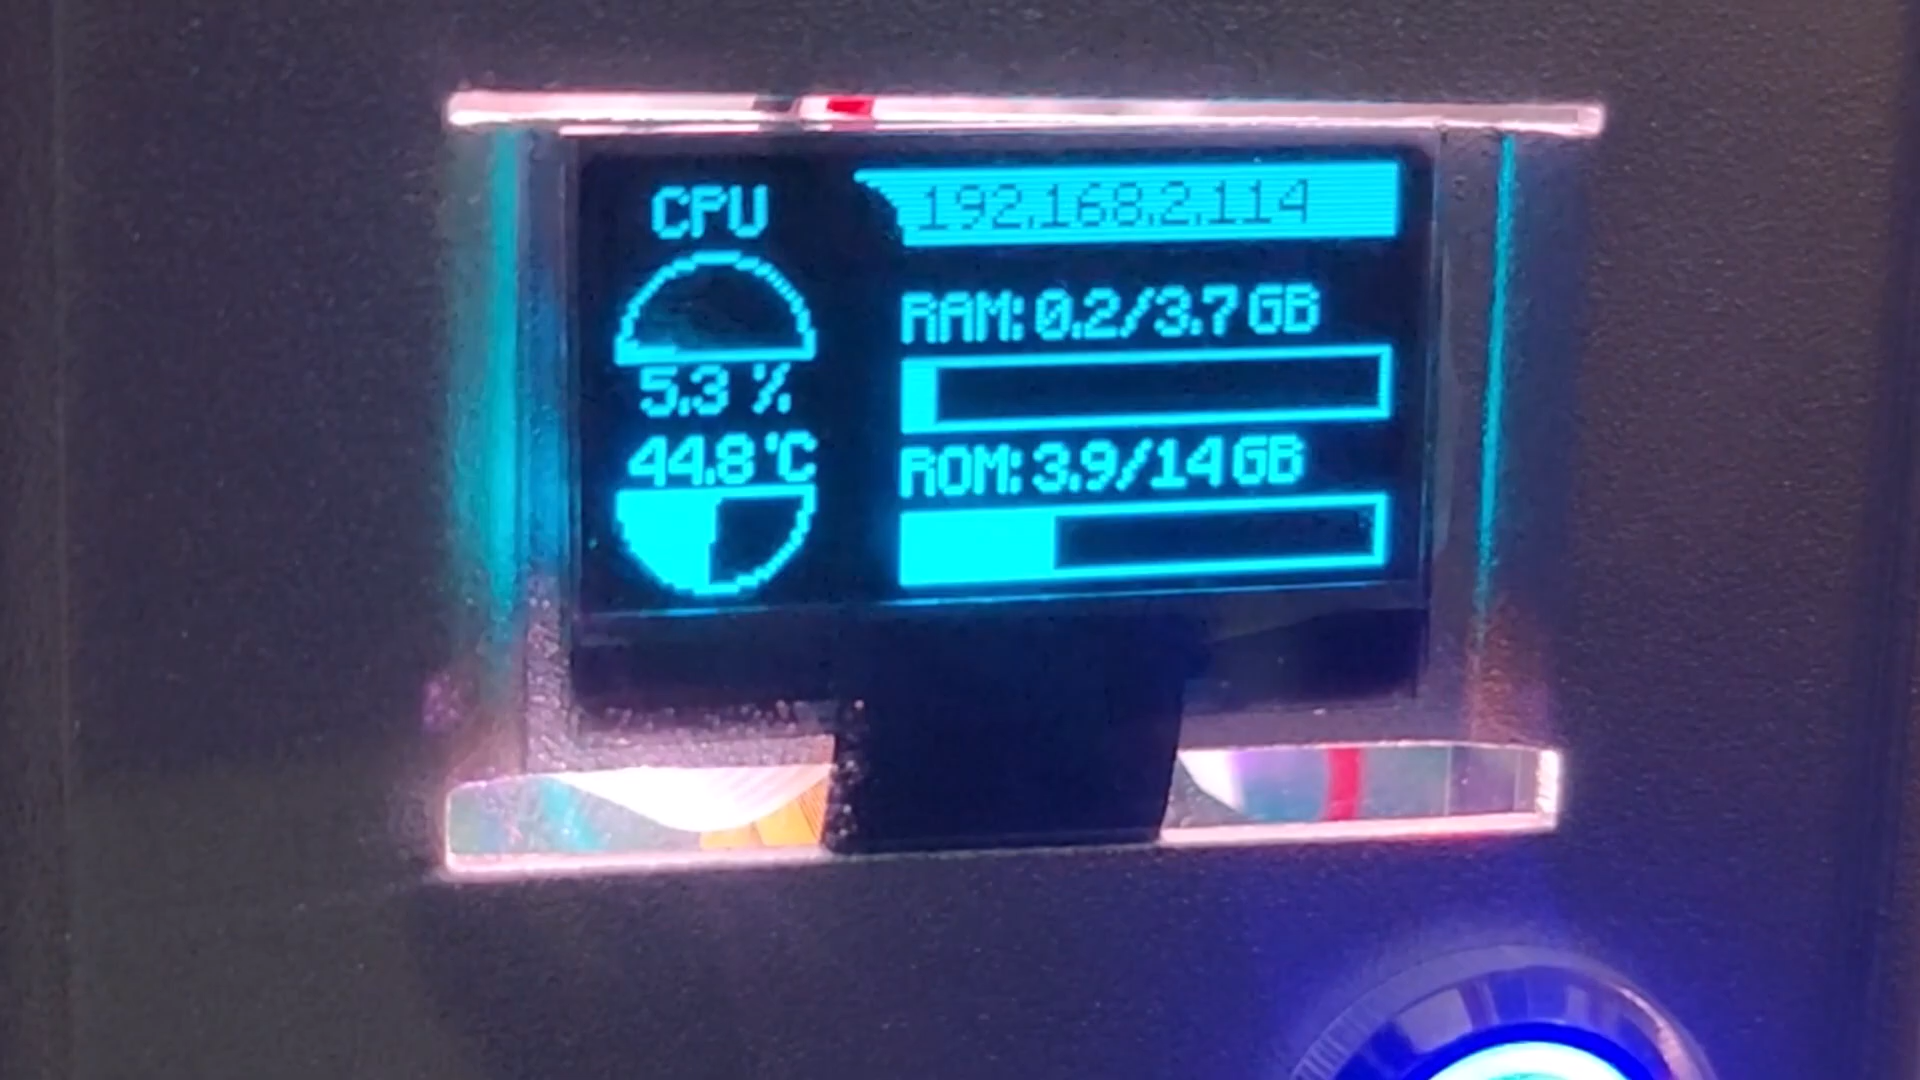 CPU
5.3 %
44.8 °C
192.168.2.114
RAM: 0.2/3.7 GB
ROM: 3.9/14 GB